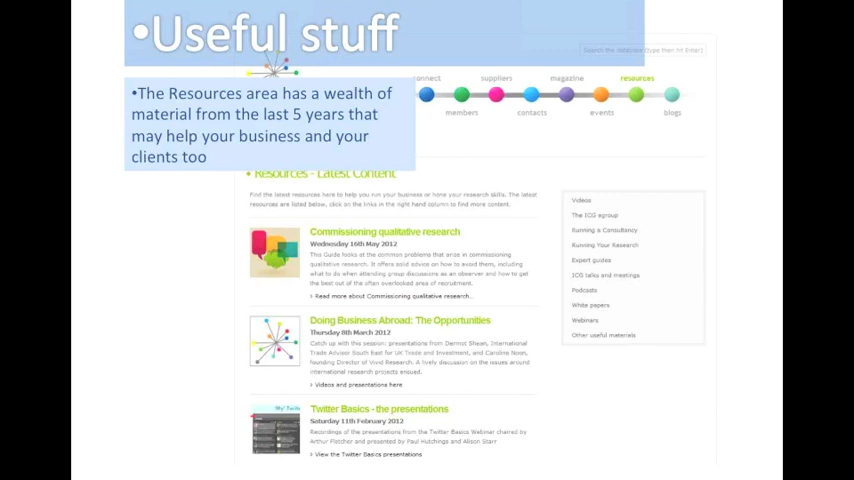 •Useful stuff
Search the database (type then hit Enter)
•The Resources area has a wealth of
material from the last 5 years that
may help your business and your
clients too
connect
suppliers
magazine
resources
members
contacts
events
blogs
• Resources - Latest Content
Find the latest resources here to help you run your business or hone your research skills. The latest
resources are listed below, click on the links in the right hand column to find more content.
Commissioning qualitative research
Wednesday 16th May 2012
This Guide looks at the common problems that arise in commissioning
qualitative research. It offers solid advice on how to avoid them, including
what to do when attending group discussions as an observer and how to get
the best out of the often overlooked area of recruitment.
› Read more about Commissioning qualitative research...
Doing Business Abroad: The Opportunities
Thursday 8th March 2012
Catch up with this session: presentations from Dermot Shean, International
Trade Advisor South East for UK Trade and Investment, and Caroline Noon,
founding Director of Vivid Research. A lively discussion on the issues around
international research projects ensued.
› Videos and presentations here
Twitter Basics - the presentations
Saturday 11th February 2012
Recordings of the presentations from the Twitter Basics Webinar chaired by
Arthur Fletcher and presented by Paul Hutchings and Alison Starr
› View the Twitter Basics presentations
Videos
The ICG egroup
Running a Consultancy
Running Your Research
Expert guides
ICG talks and meetings
Podcasts
White papers
Webinars
Other useful materials